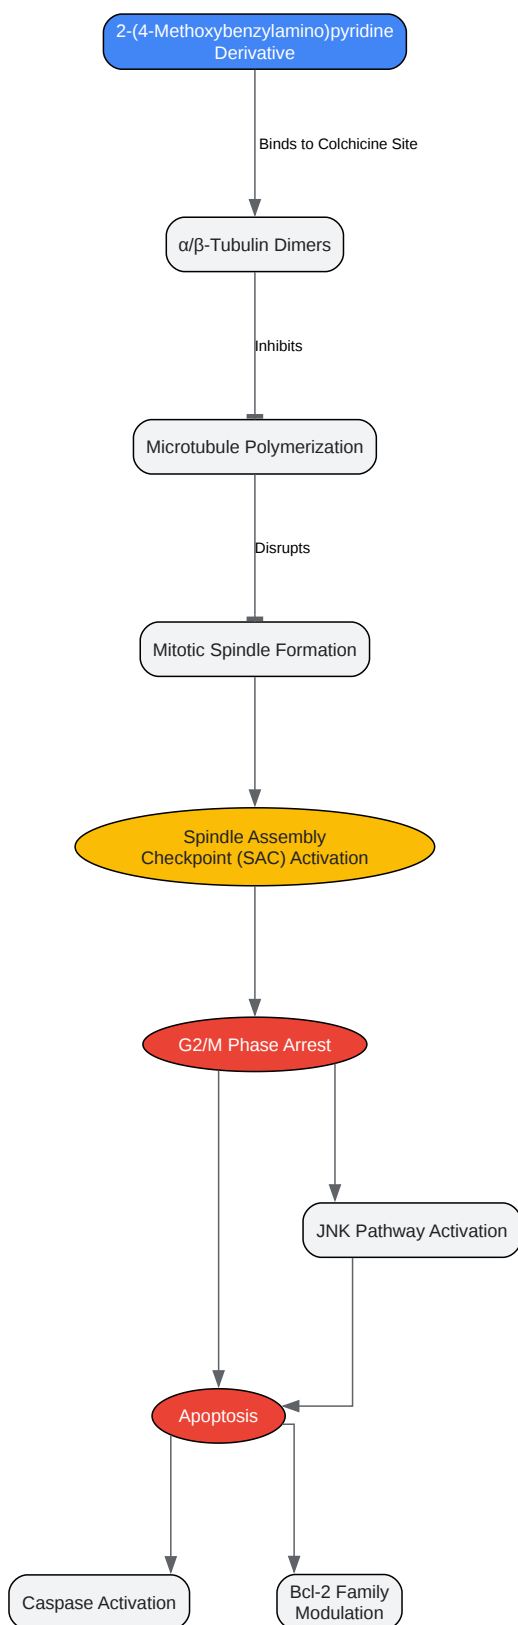 2-(4-Methoxybenzylamino)pyridine
Derivative
Binds to Colchicine Site
α/β-Tubulin Dimers
Inhibits
Microtubule Polymerization
Disrupts
Mitotic Spindle Formation
Spindle Assembly
Checkpoint (SAC) Activation
G2/M Phase Arrest
JNK Pathway Activation
Apoptosis
Caspase Activation
Bcl-2 Family
Modulation